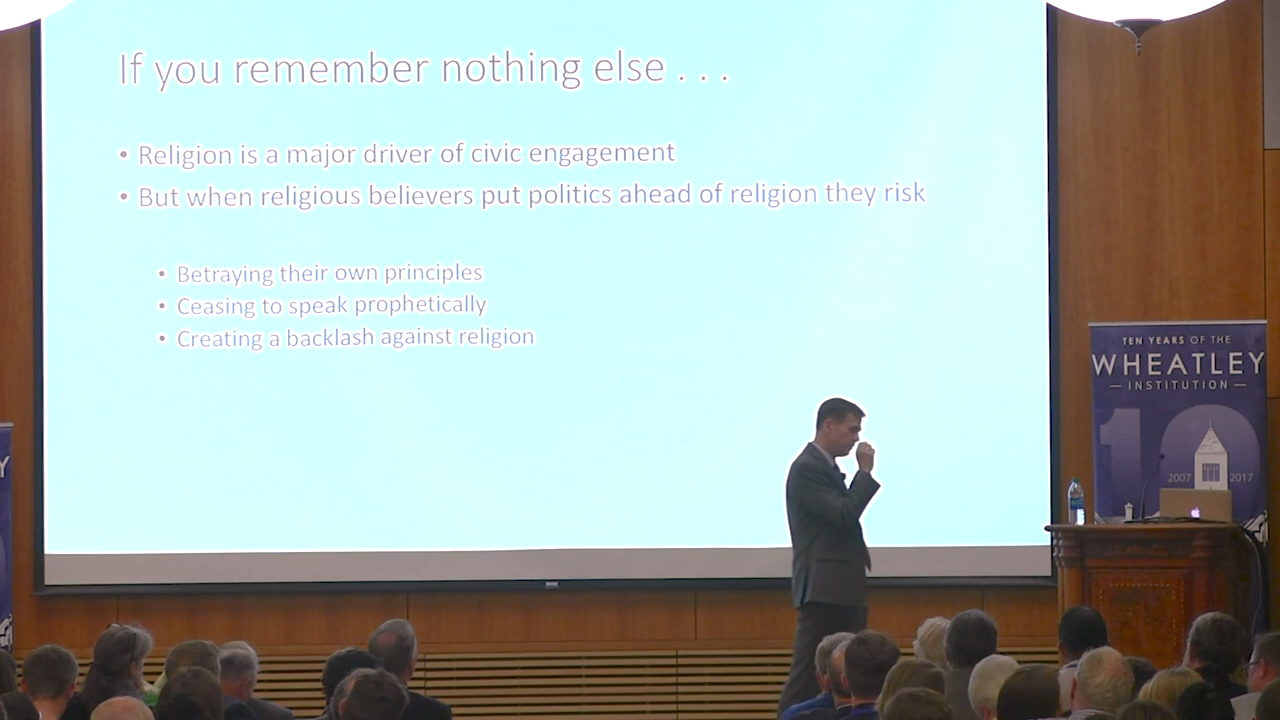 If you remember nothing else . . .
• Religion is a major driver of civic engagement
• But when religious believers put politics ahead of religion they risk
• Betraying their own principles
• Ceasing to speak prophetically
• Creating a backlash against religion
TEN YEARS OF THE
WHEATLEY
— INSTITUTION —
10
2007 2017
Y